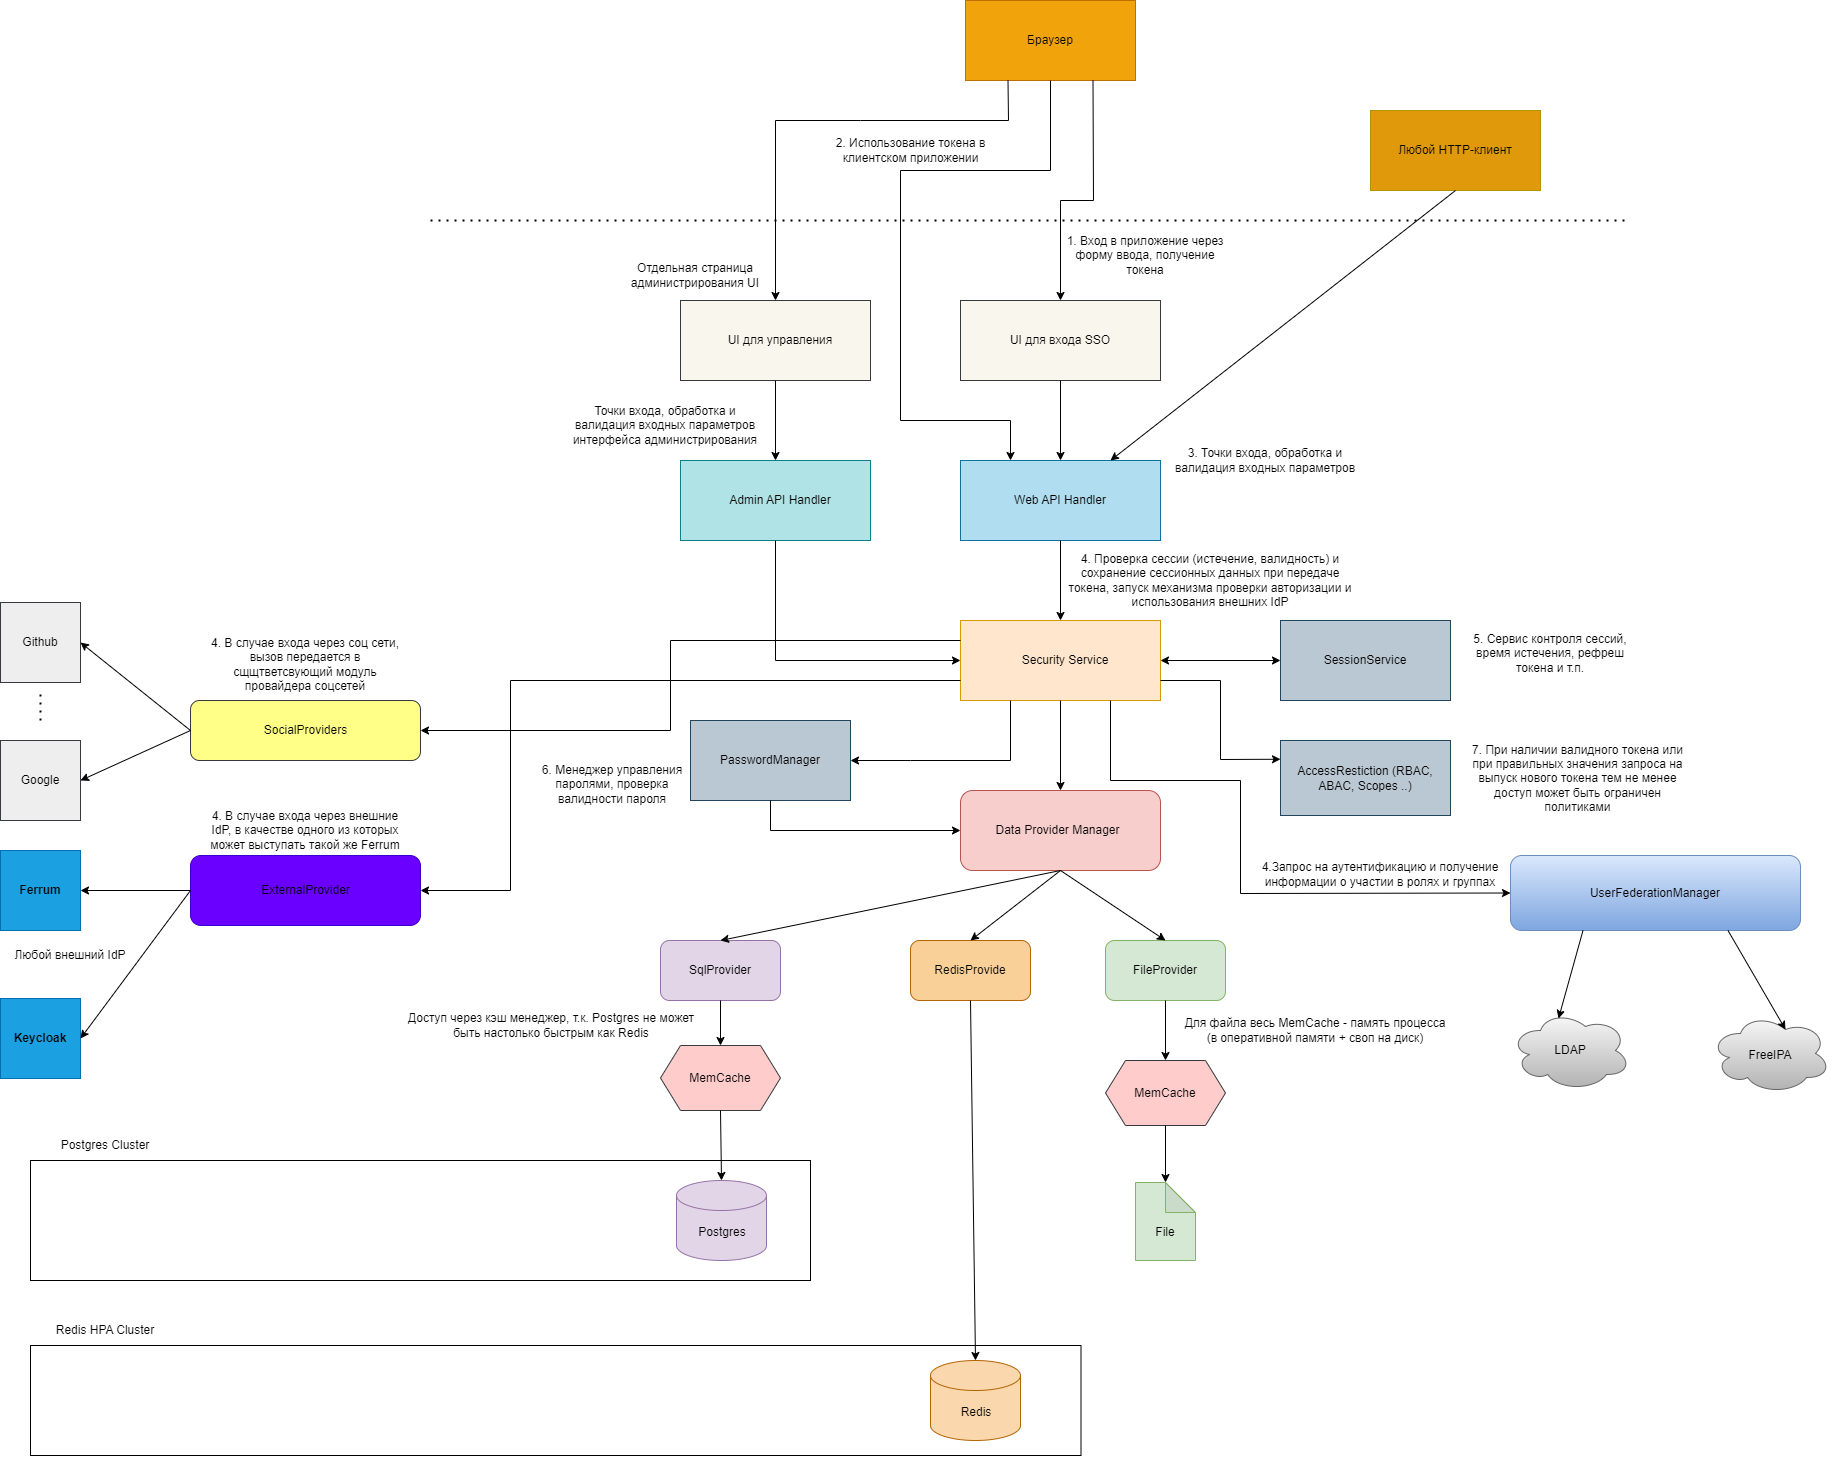 Браузер
2. Использование токена в
клиентском приложении
Любой HTTP-клиент
1. Вход в приложение через
форму ввода, получение
токена
Отдельная страница
администрирования UI
UI для управления
UI для входа SSO
Точки входа, обработка и
валидация входных параметров
интерфейса администрирования
3. Точки входа, обработка и
валидация входных параметров
Admin API Handler
Web API Handler
4. Проверка сессии (истечение, валидность) и
сохранение сессионных данных при передаче
токена, запуск механизма проверки авторизации и
использования внешних IdP
Github
4. В случае входа через соц сети,
вызов передается в
сщщтветсвующий модуль
провайдера соцсетей
Security Service
SessionService
5. Сервис контроля сессий,
время истечения, рефреш
токена и т.п.
SocialProviders
Google
PasswordManager
6. Менеджер управления
паролями, проверка
валидности пароля
AccessRestiction (RBAC,
ABAC, Scopes ..)
7. При наличии валидного токена или
при правильных значения запроса на
выпуск нового токена тем не менее
доступ может быть ограничен
политиками
4. В случае входа через внешние
IdP, в качестве одного из которых
может выступать такой же Ferrum
Data Provider Manager
Ferrum
ExternalProvider
4.Запрос на аутентификацию и получение
информации о участии в ролях и группах
UserFederationManager
Любой внешний IdP
SqlProvider
RedisProvide
FileProvider
Keycloak
Доступ через кэш менеджер, т.к. Postgres не может
быть настолько быстрым как Redis
Для файла весь MemCache - память процесса
(в оперативной памяти + своп на диск)
LDAP
FreeIPA
MemCache
MemCache
Postgres Cluster
Postgres
File
Redis HPA Cluster
Redis